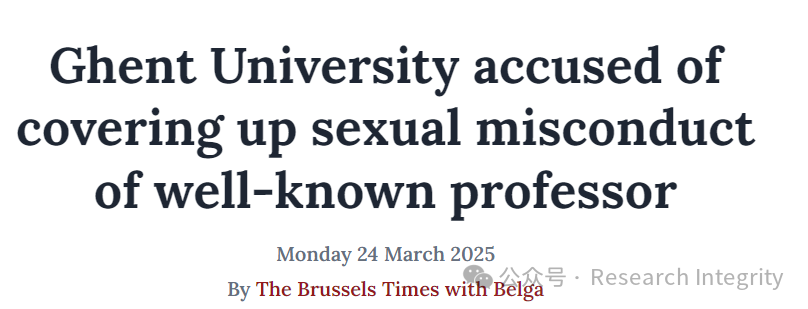 Ghent University accused of
covering up sexual misconduct
of well-known professor
Monday 24 March 2025
By The Brussels Times with Belga
公众号 · Research Integrity